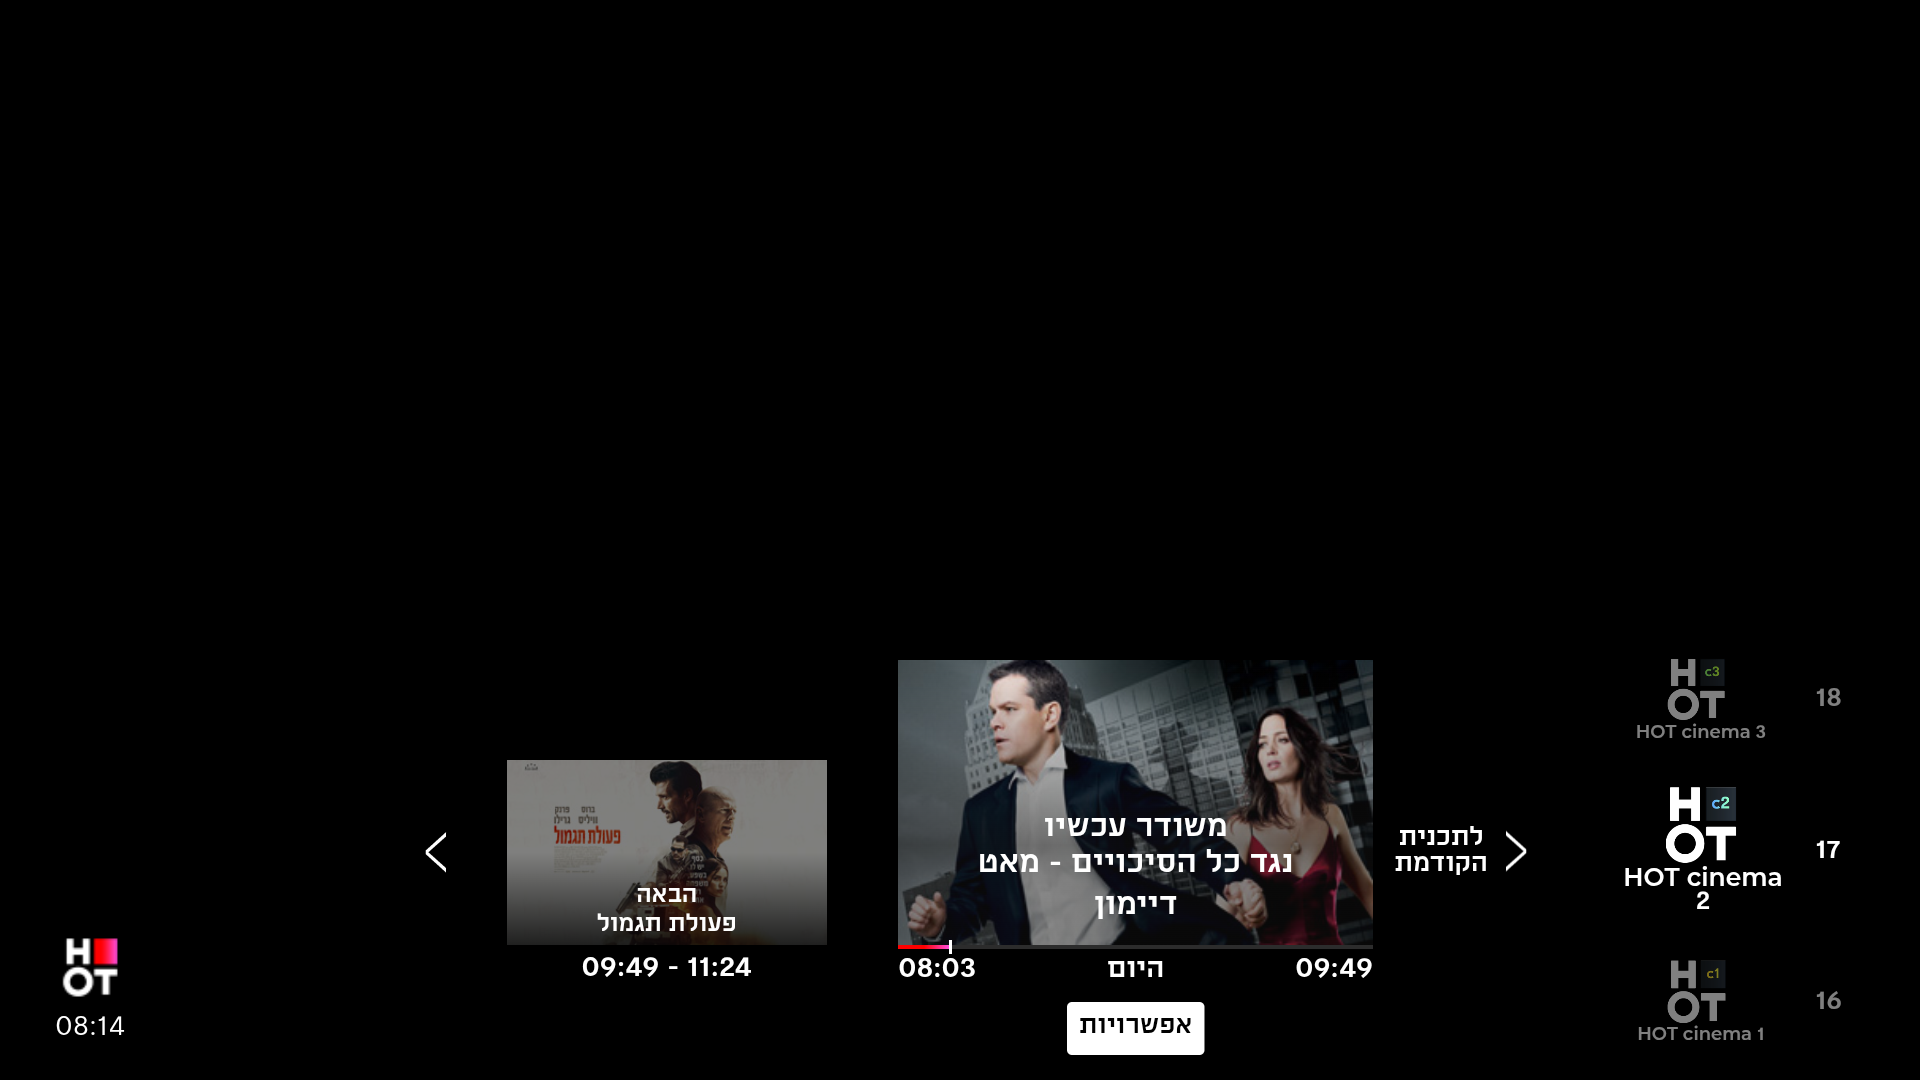 c3
HOT
HOT cinema 3
18
c2
HOT
HOT cinema
2
17
c1
HOT
HOT cinema 1
16
לתכנית
הקודמת
משודר עכשיו
נגד כל הסיכויים - מאט
דיימון
08:03
היום
09:49
אפשרויות
ברוס
פרנק
וויליס
גרילו
פעולת תגמול
הבאה
פעולת תגמול
09:49 - 11:24
HOT
08:14